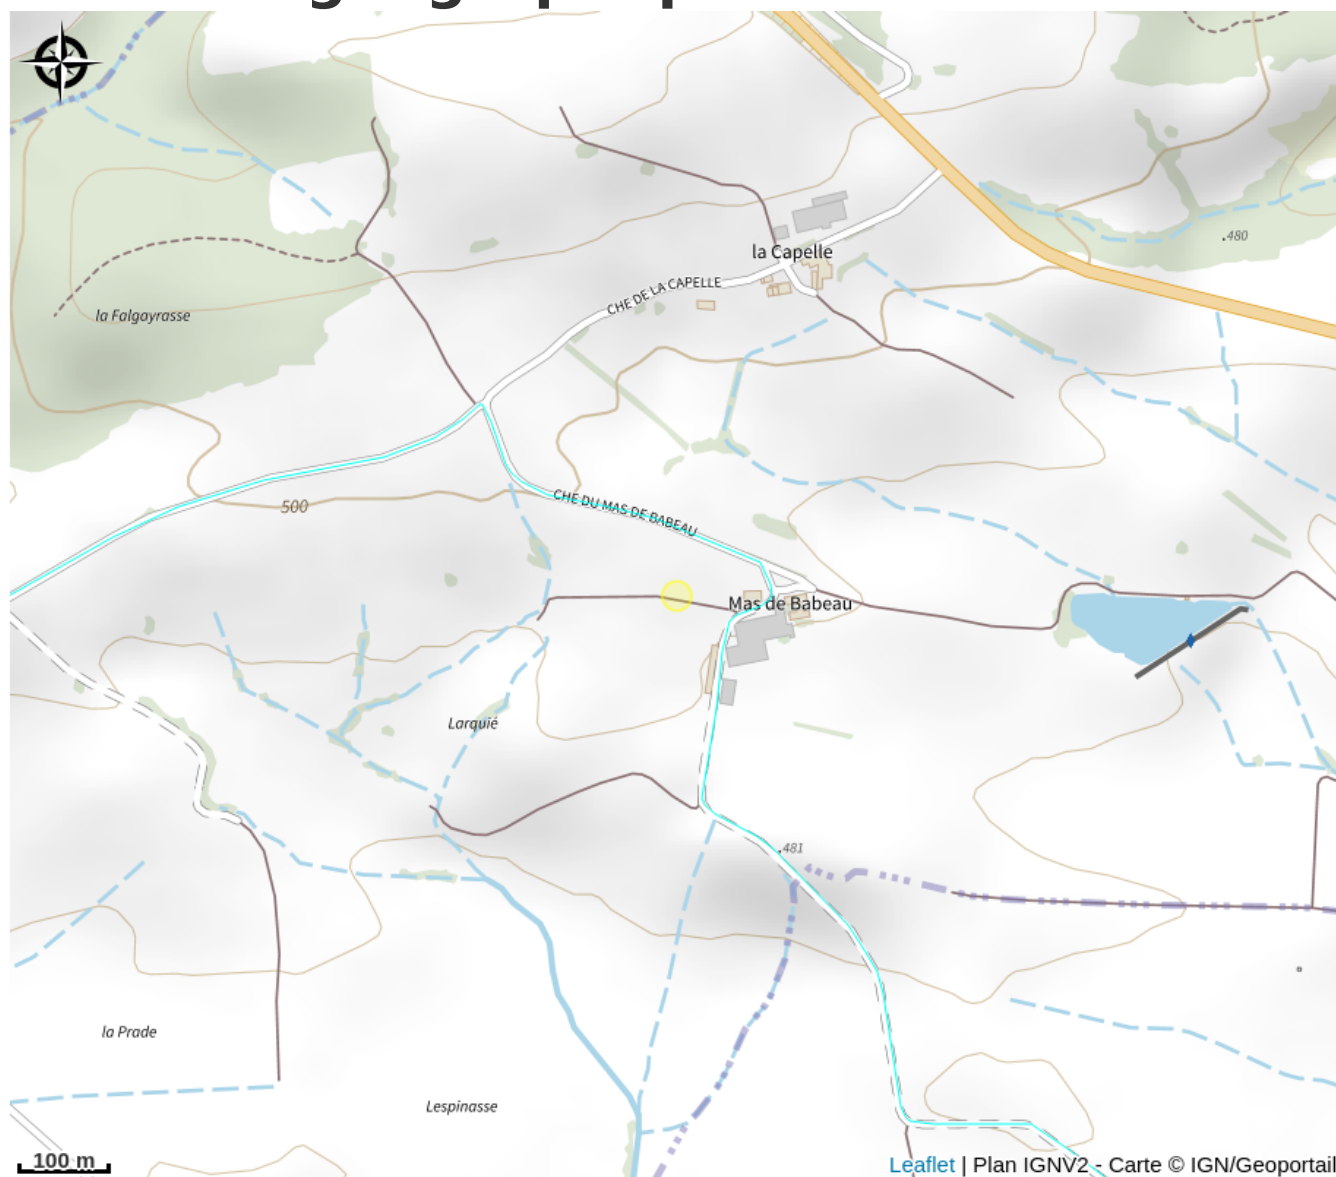 la Capelle
.480
CHE DE LA CAPELLE
la Falgayrasse
500
CHE DU MAS DE BABEAU
Mas de Babeau
Larquié
.481
la Prade
Lespinasse
100 m
Leaflet | Plan IGNV2 - Carte © IGN/Geoportail